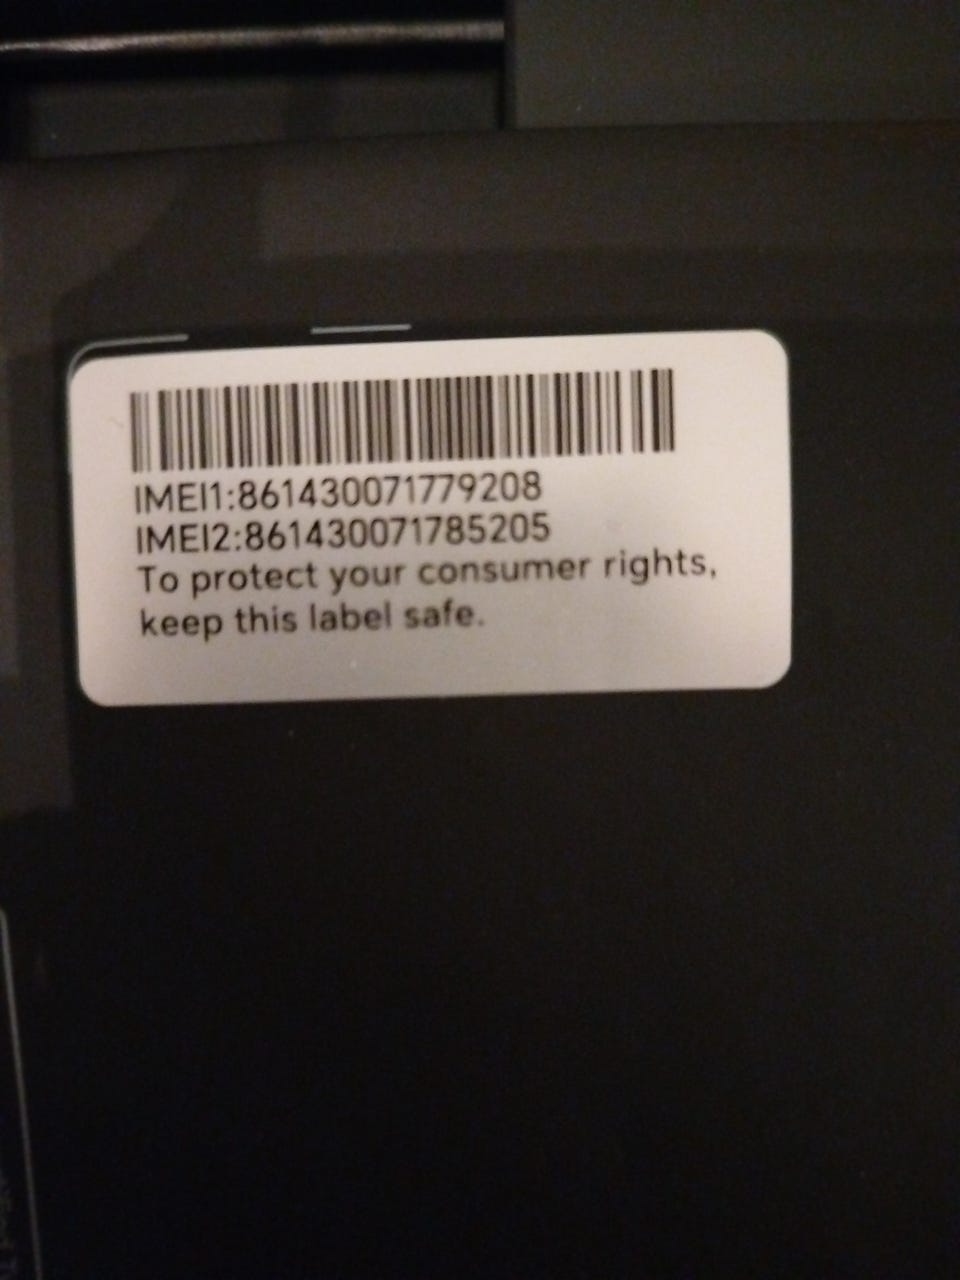 IMEI1:861430071779208
IMEI2:861430071785205
To protect your consumer rights,
keep this label safe.